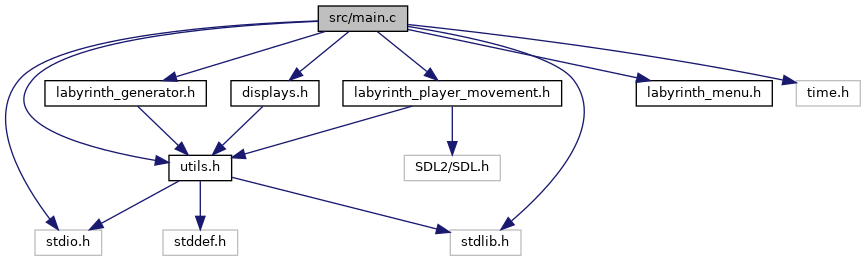 src/main.c
labyrinth_generator.h
displays.h
labyrinth_player_movement.h
labyrinth_menu.h
time.h
utils.h
SDL2/SDL.h
stdio.h
stddef.h
stdlib.h